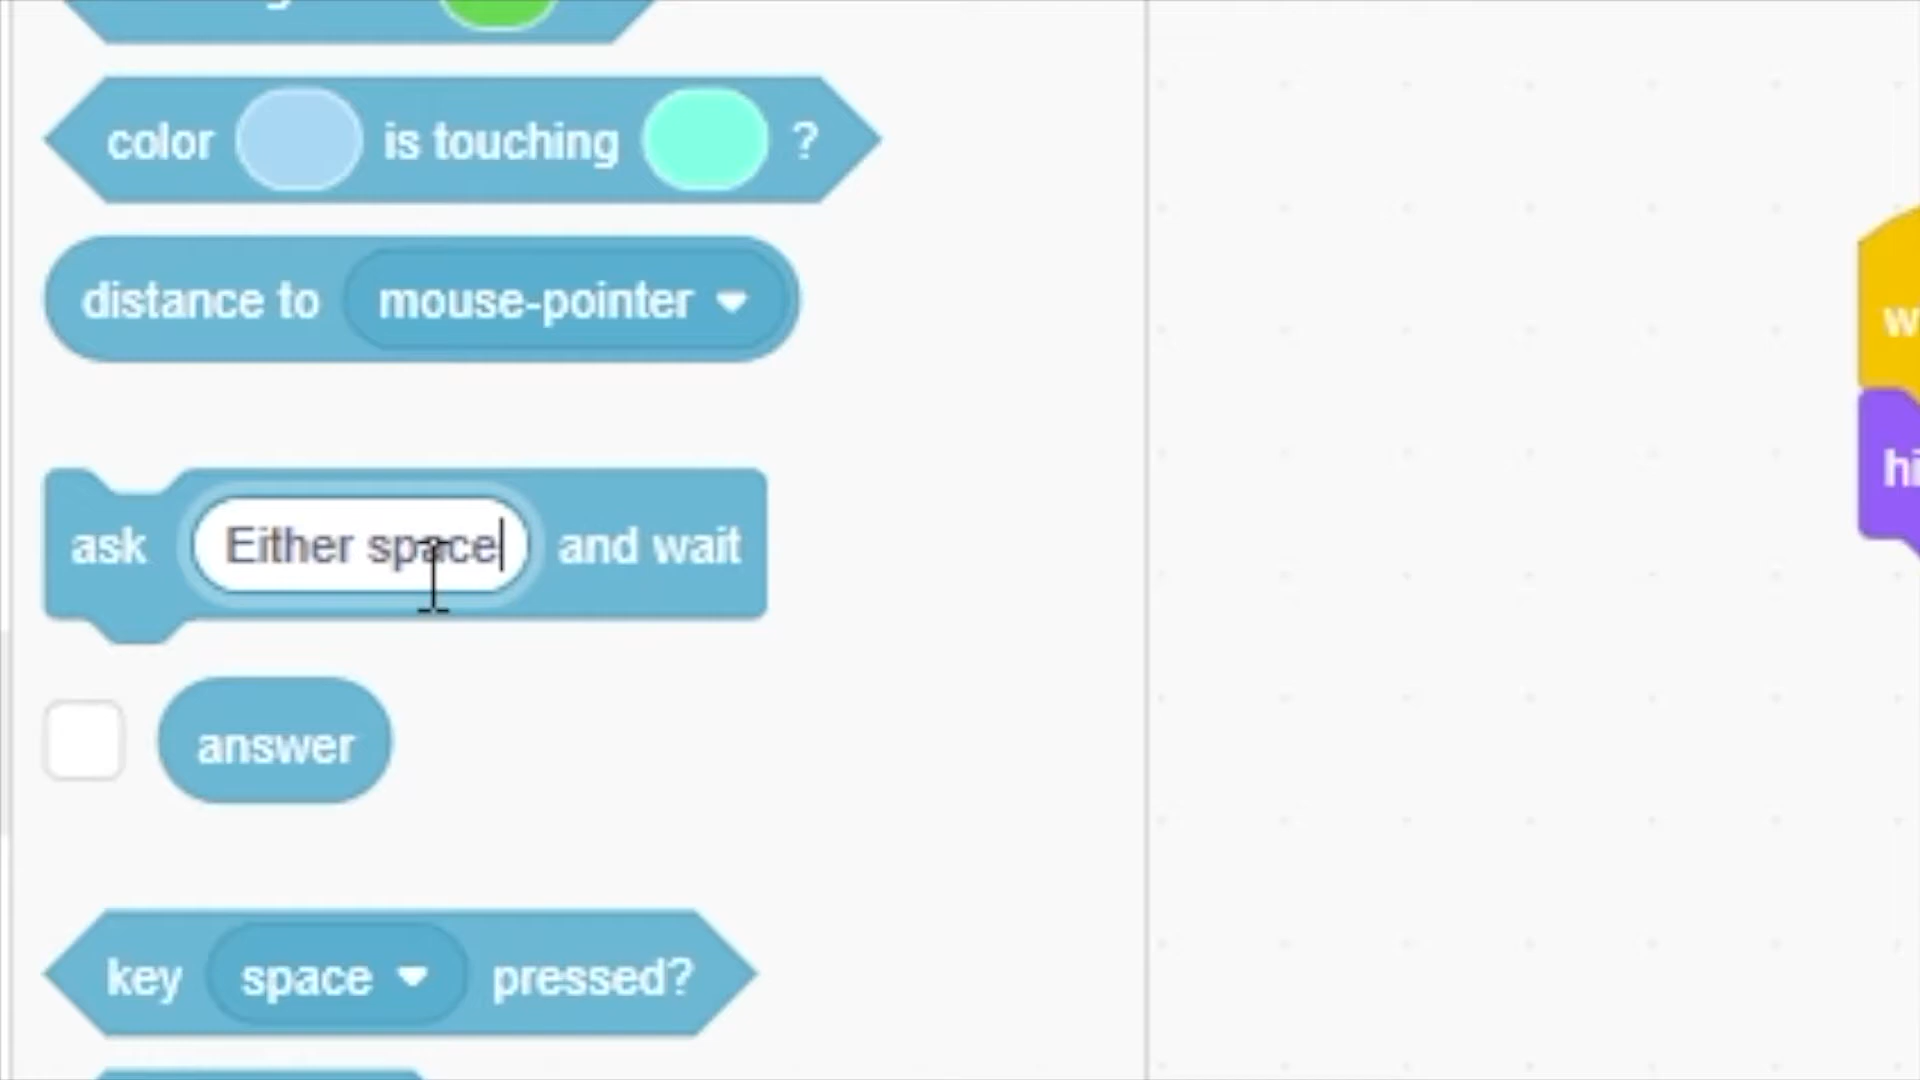 color is touching ?
distance to mouse-pointer
ask Either space and wait
answer
key space pressed?